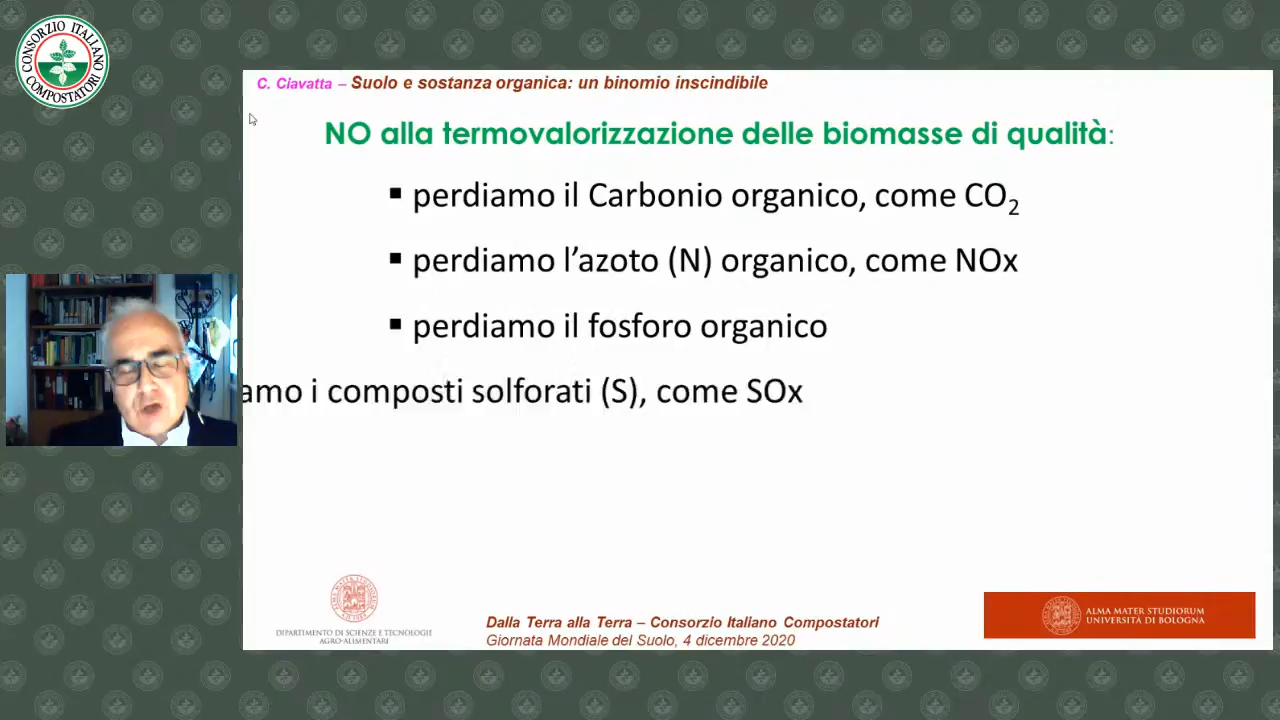 CONSORZIO ITALIANO
COMPOSTATORI
C. Ciavatta – Suolo e sostanza organica: un binomio inscindibile
NO alla termovalorizzazione delle biomasse di qualità:
▪ perdiamo il Carbonio organico, come CO₂
▪ perdiamo l’azoto (N) organico, come NOx
▪ perdiamo il fosforo organico
amo i composti solforati (S), come SOx
DIPARTIMENTO DI SCIENZE E TECNOLOGIE
AGRO-ALIMENTARI
Dalla Terra alla Terra – Consorzio Italiano Compostatori
Giornata Mondiale del Suolo, 4 dicembre 2020
ALMA MATER STUDIORUM
UNIVERSITÀ DI BOLOGNA